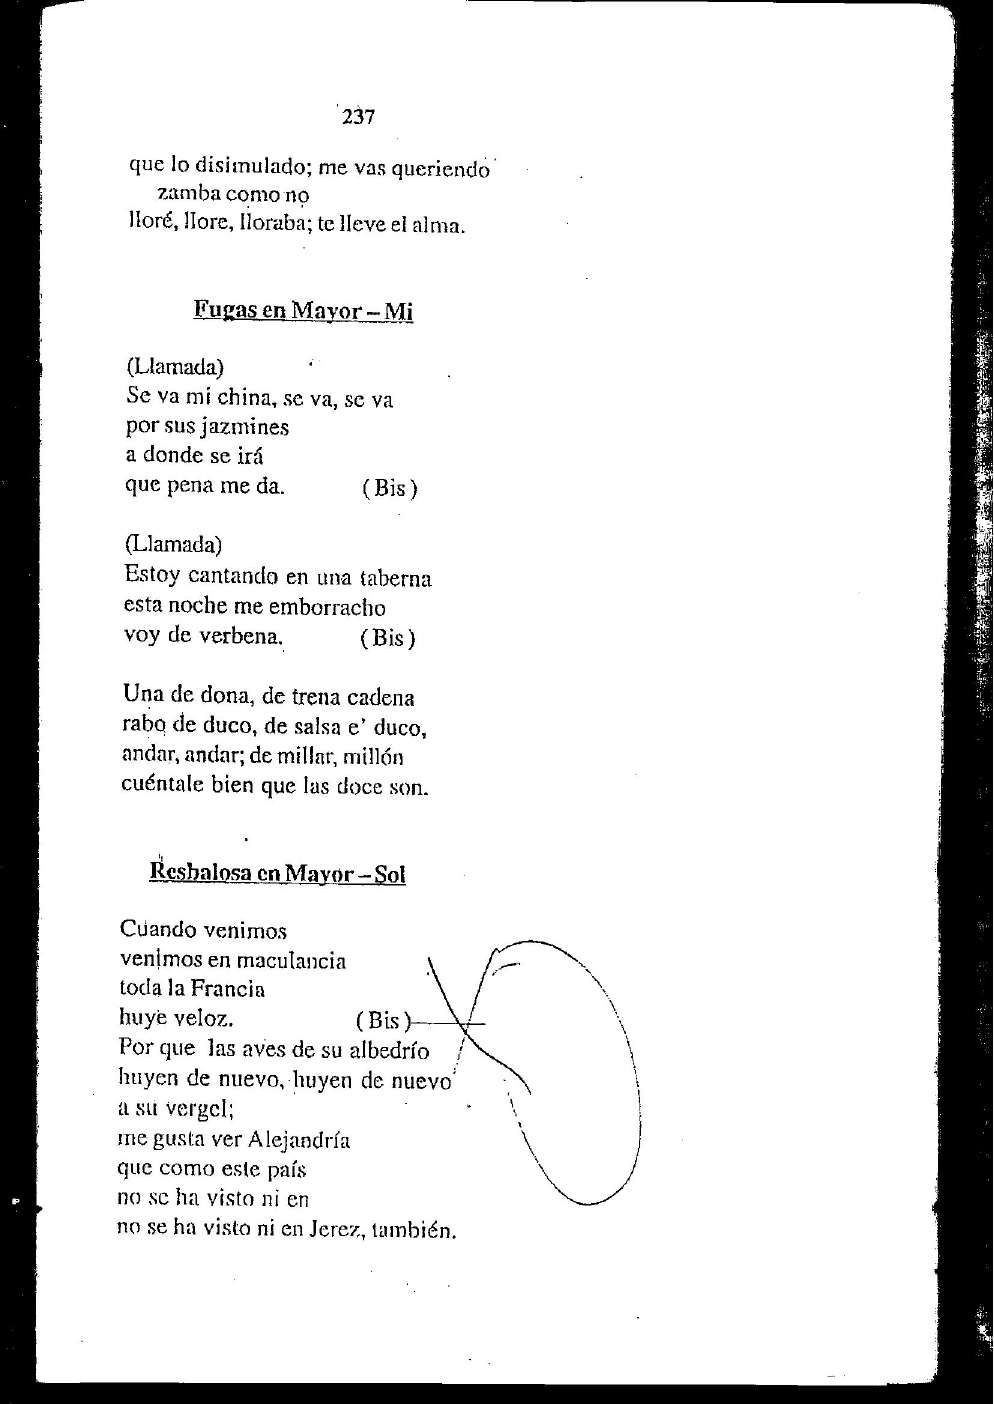 237
que lo disimulado; me vas queriendo
zamba como no
lloré, llore, lloraba; te lleve el alma.
Fugas en Mayor – Mi
(Llamada)
Se va mi china, se va, se va
por sus jazmines
a donde se irá
que pena me da. (Bis)
(Llamada)
Estoy cantando en una taberna
esta noche me emborracho
voy de verbena. (Bis)
Una de dona, de trena cadena
rabo de duco, de salsa e' duco,
andar, andar; de millar, millón
cuéntale bien que las doce son.
Resbalosa en Mayor – Sol
Cuando venimos
venimos en maculancia
toda la Francia
huye veloz. (Bis)
Por que las aves de su albedrío
huyen de nuevo, huyen de nuevo
a su vergel;
me gusta ver Alejandría
que como este país
no se ha visto ni en
no se ha visto ni en Jerez, también.